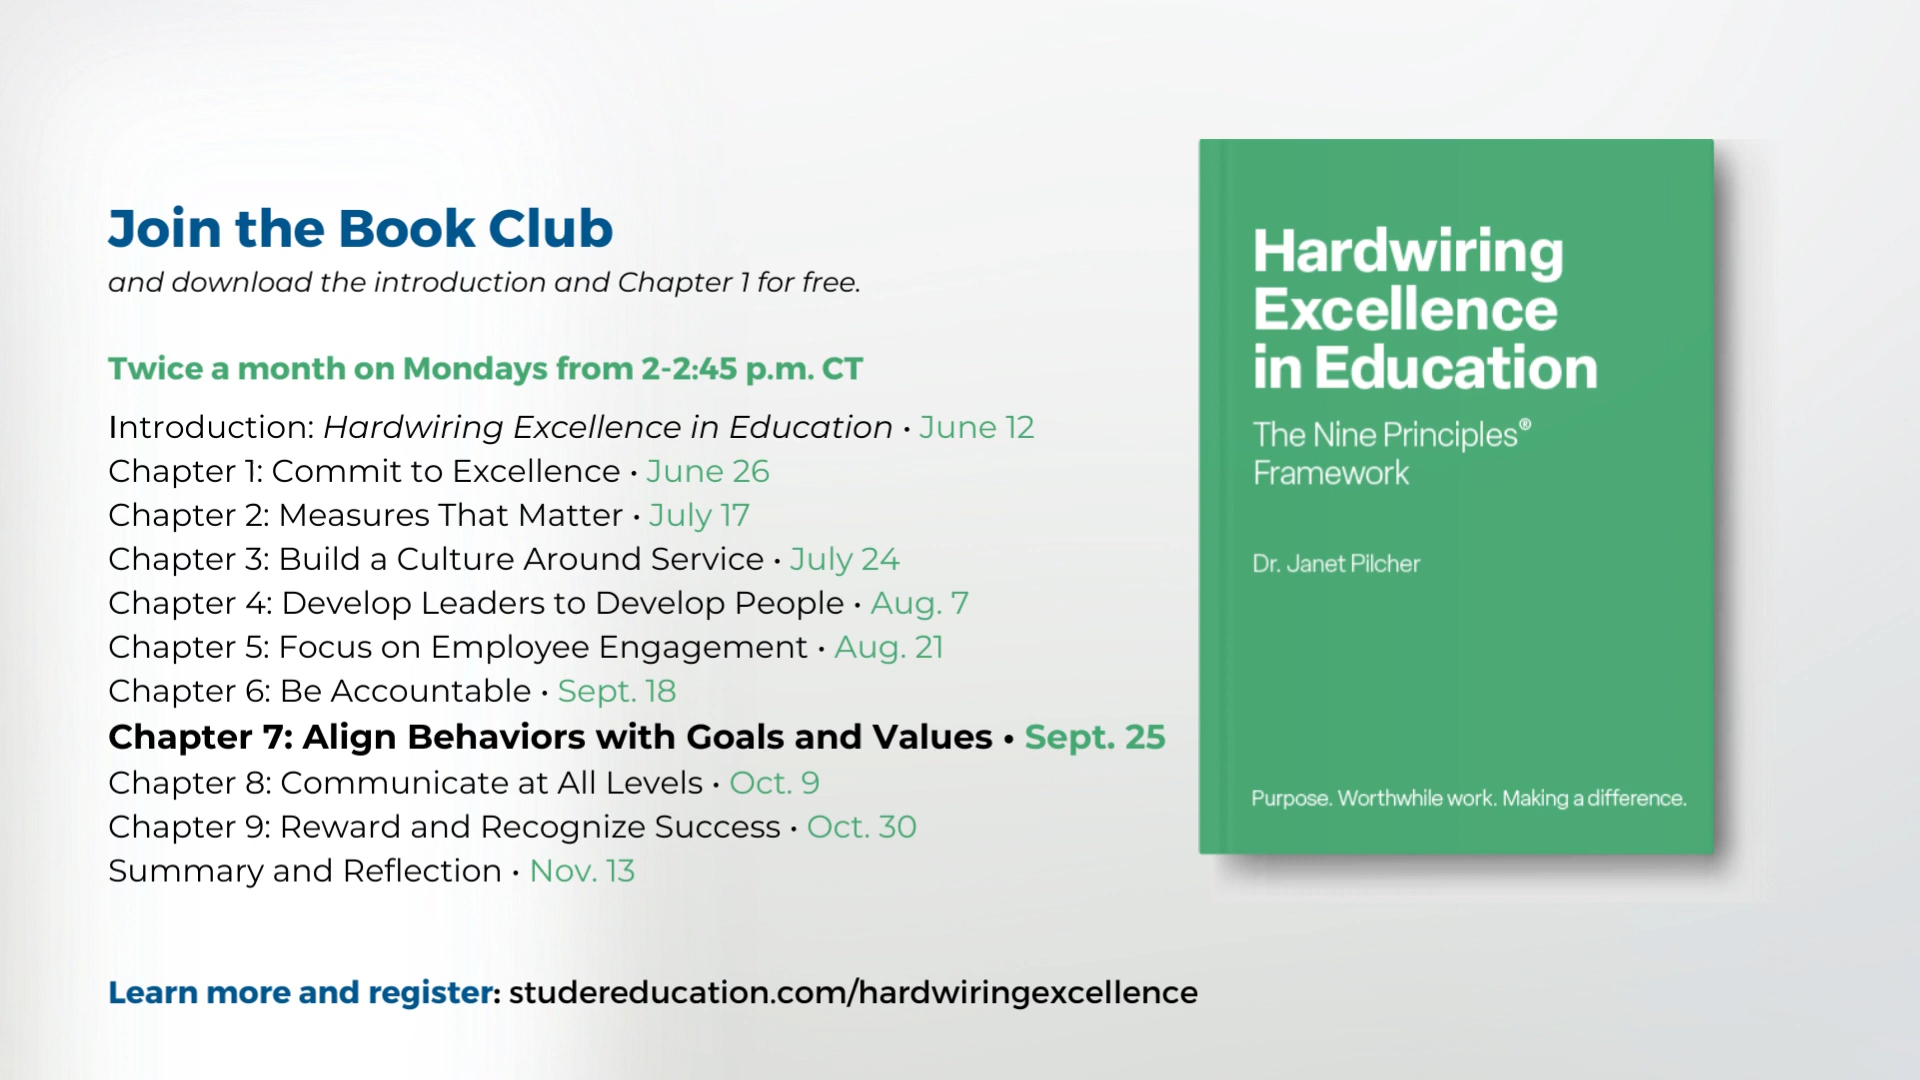 Join the Book Club
and download the introduction and Chapter 1 for free.
Twice a month on Mondays from 2-2:45 p.m. CT
Introduction: Hardwiring Excellence in Education • June 12
Chapter 1: Commit to Excellence • June 26
Chapter 2: Measures That Matter • July 17
Chapter 3: Build a Culture Around Service • July 24
Chapter 4: Develop Leaders to Develop People • Aug. 7
Chapter 5: Focus on Employee Engagement • Aug. 21
Chapter 6: Be Accountable • Sept. 18
Chapter 7: Align Behaviors with Goals and Values • Sept. 25
Chapter 8: Communicate at All Levels • Oct. 9
Chapter 9: Reward and Recognize Success • Oct. 30
Summary and Reflection • Nov. 13
Learn more and register: studereducation.com/hardwiringexcellence
Hardwiring
Excellence
in Education
The Nine Principles®
Framework
Dr. Janet Pilcher
Purpose. Worthwhile work. Making a difference.